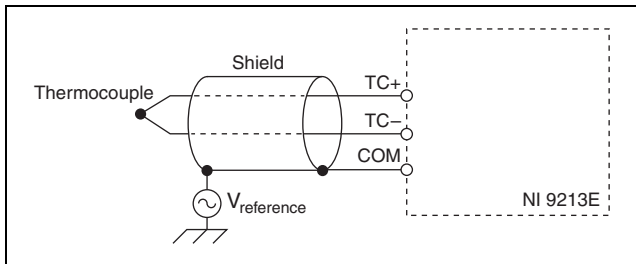 Shield
Thermocouple
TC+
TC–
COM
Vreference
NI 9213E